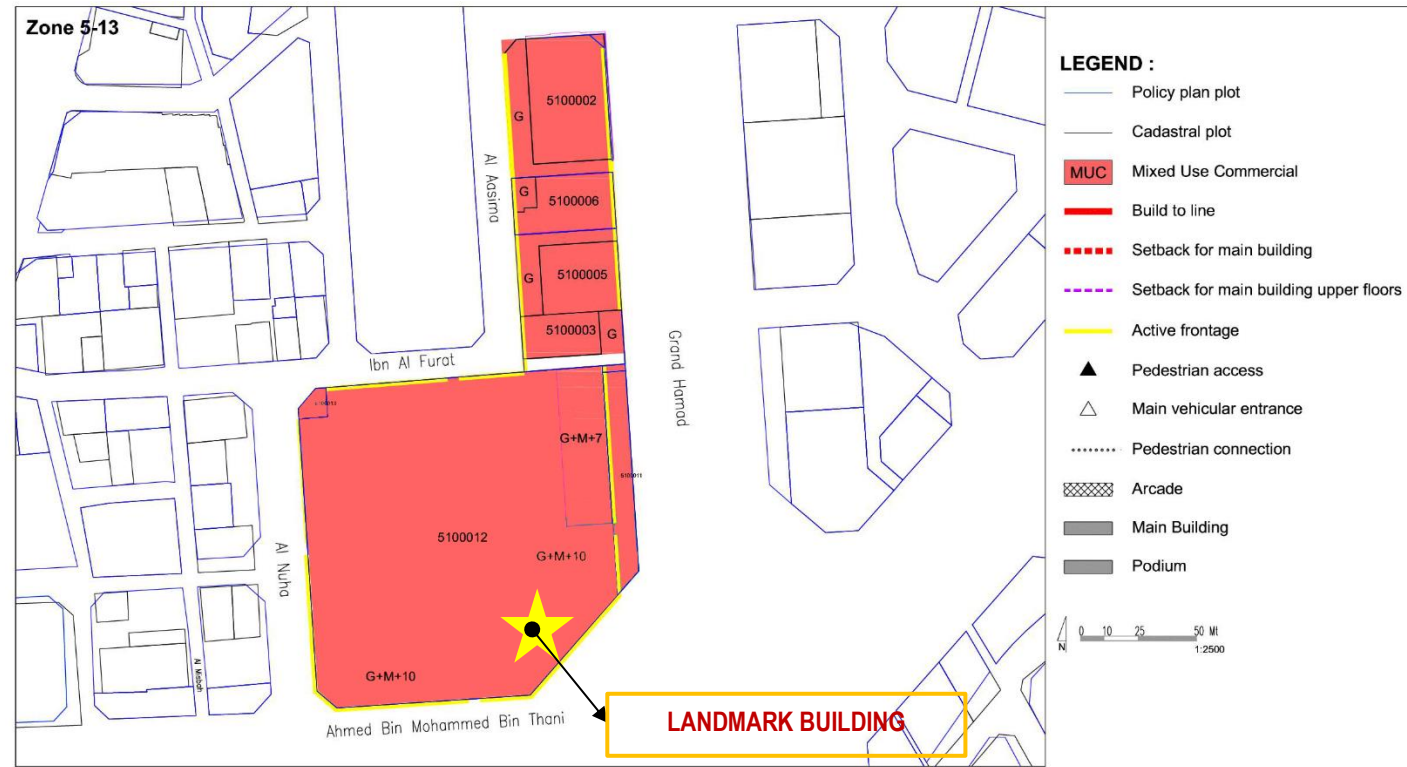 Zone 5-13
5100002
G
Al Aasima
G
5100006
5100005
G
5100003
G
Ibn Al Furat
Grand Hamad
G+M+7
5100011
5100012
G+M+10
Al Nuha
G+M+10
Al Misbah
Ahmed Bin Mohammed Bin Thani
LANDMARK BUILDING
LEGEND :
Policy plan plot
Cadastral plot
MUC Mixed Use Commercial
Build to line
Setback for main building
Setback for main building upper floors
Active frontage
Pedestrian access
Main vehicular entrance
Pedestrian connection
Arcade
Main Building
Podium
N
0 10 25 50 Mt
1:2500